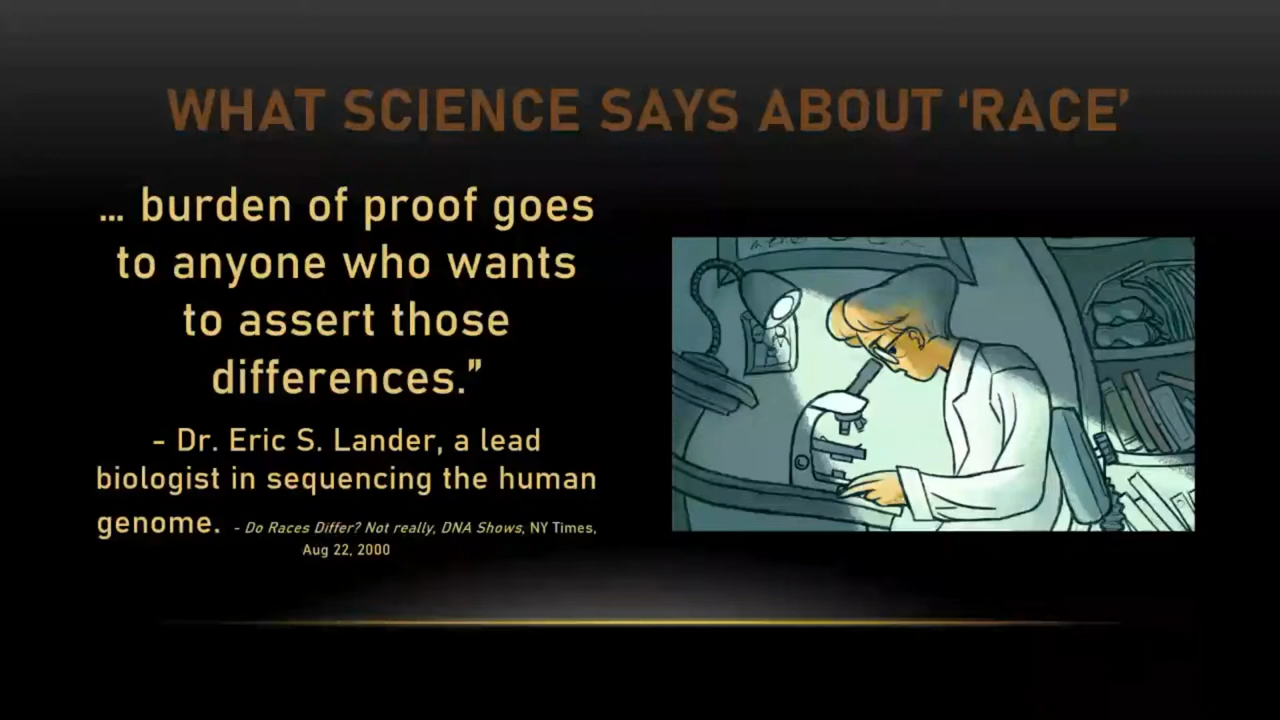 WHAT SCIENCE SAYS ABOUT ‘RACE’
… burden of proof goes
to anyone who wants
to assert those
differences.”
- Dr. Eric S. Lander, a lead
biologist in sequencing the human
genome. - Do Races Differ? Not really, DNA Shows, NY Times,
Aug 22, 2000